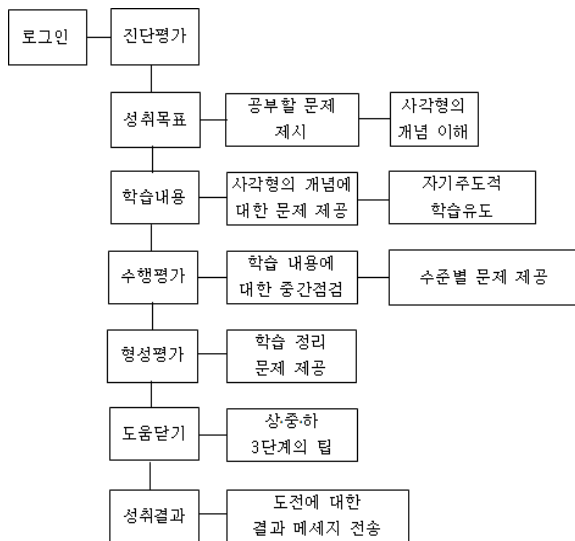 로그인
진단평가
성취목표
공부할 문제
제시
사각형의
개념 이해
학습내용
사각형의 개념에
대한 문제 제공
자기주도적
학습유도
수행평가
학습 내용에
대한 중간점검
수준별 문제 제공
형성평가
학습 정리
문제 제공
도움닫기
상·중·하
3단계의 팁
성취결과
도전에 대한
결과 메세지 전송